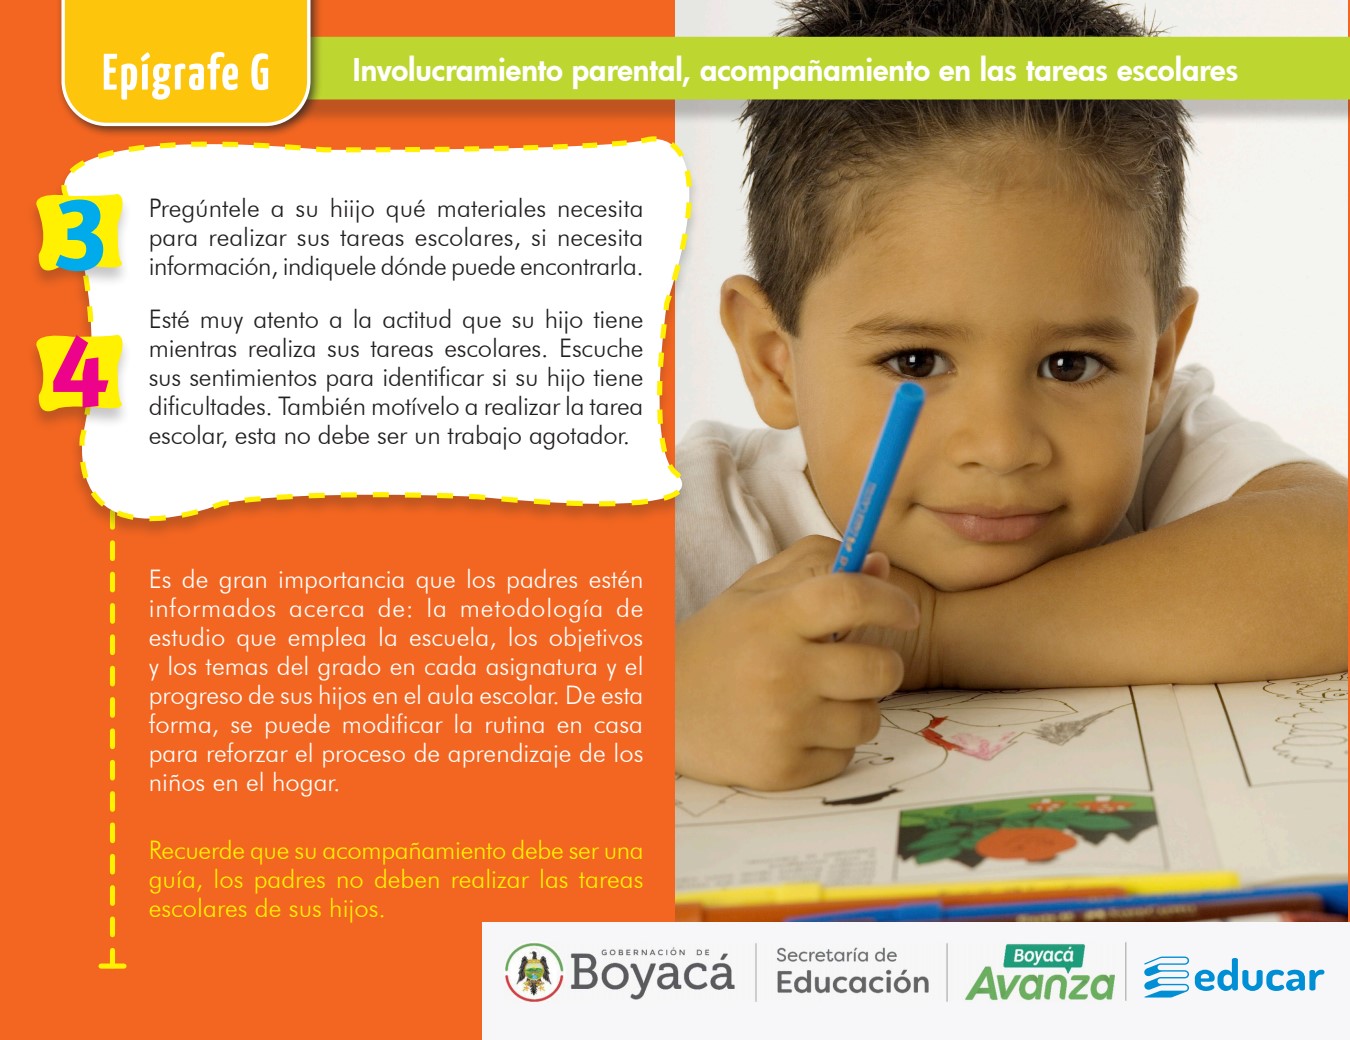 Epígrafe G
Involucramiento parental, acompañamiento en las tareas escolares
3
Pregúntele a su hiijo qué materiales necesita
para realizar sus tareas escolares, si necesita
información, indiquele dónde puede encontrarla.
4
Esté muy atento a la actitud que su hijo tiene
mientras realiza sus tareas escolares. Escuche
sus sentimientos para identificar si su hijo tiene
dificultades. También motívelo a realizar la tarea
escolar, esta no debe ser un trabajo agotador.
Es de gran importancia que los padres estén
informados acerca de: la metodología de
estudio que emplea la escuela, los objetivos
y los temas del grado en cada asignatura y el
progreso de sus hijos en el aula escolar. De esta
forma, se puede modificar la rutina en casa
para reforzar el proceso de aprendizaje de los
niños en el hogar.
Recuerde que su acompañamiento debe ser una
guía, los padres no deben realizar las tareas
escolares de sus hijos.
GOBERNACIÓN DE
Boyacá
Secretaría de
Educación
Boyacá
Avanza
educar